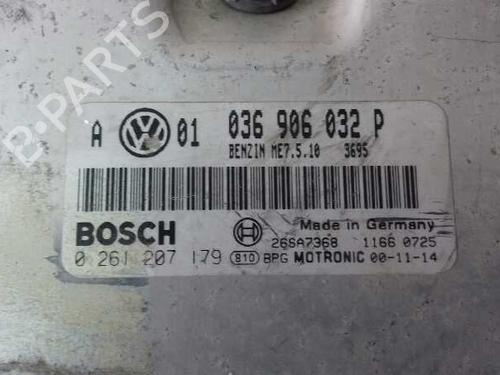 B-PARTS
A 01 036 906 032 P
BENZIN ME7.5.10 3695
BOSCH
Made in Germany
26SA7368 1166 0725
0 261 207 179 810 BPG MOTRONIC 00-11-14